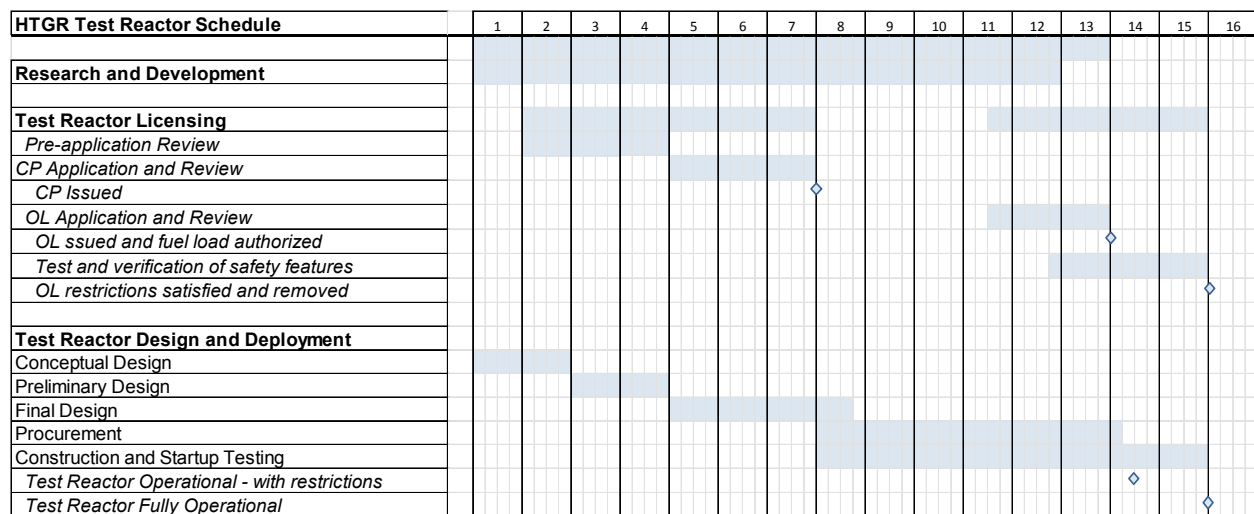 HTGR Test Reactor Schedule 1 2 3 4 5 6 7 8 9 10 11 12 13 14 15 16
Research and Development
Test Reactor Licensing
Pre-application Review
CP Application and Review
CP Issued
OL Application and Review
OL ssued and fuel load authorized
Test and verification of safety features
OL restrictions satisfied and removed
Test Reactor Design and Deployment
Conceptual Design
Preliminary Design
Final Design
Procurement
Construction and Startup Testing
Test Reactor Operational - with restrictions
Test Reactor Fully Operational